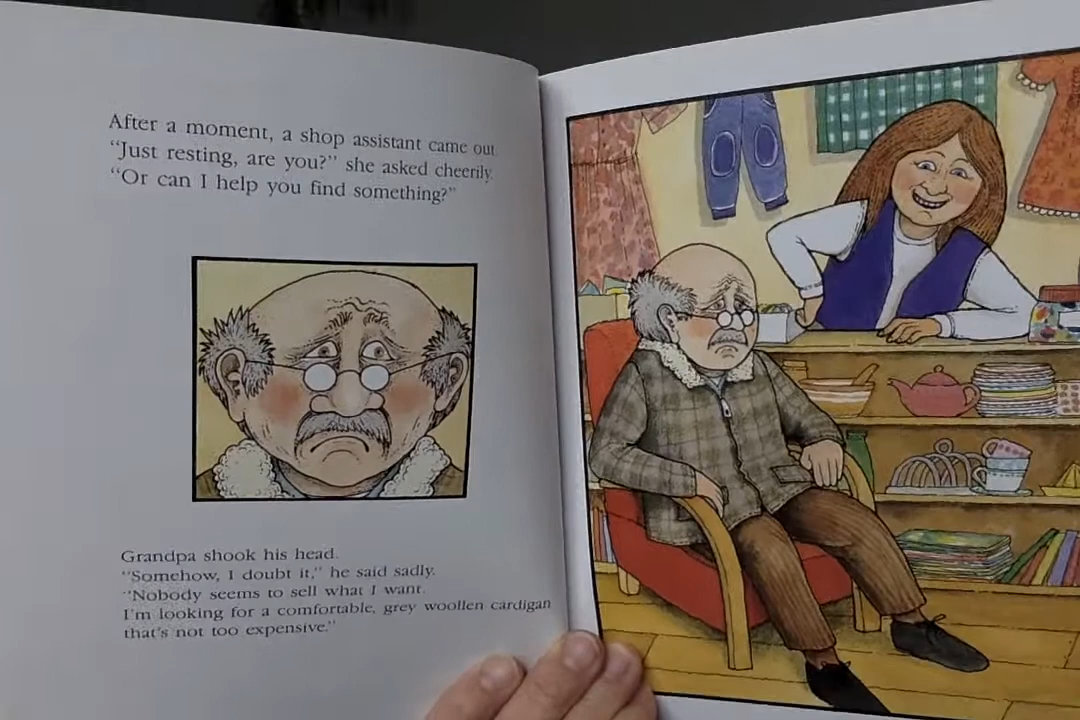 After a moment, a shop assistant came out.
"Just resting, are you?" she asked cheerily.
"Or can I help you find something?"
Grandpa shook his head.
"Somehow, I doubt it," he said sadly.
"Nobody seems to sell what I want.
I'm looking for a comfortable, grey woollen cardigan
that's not too expensive."